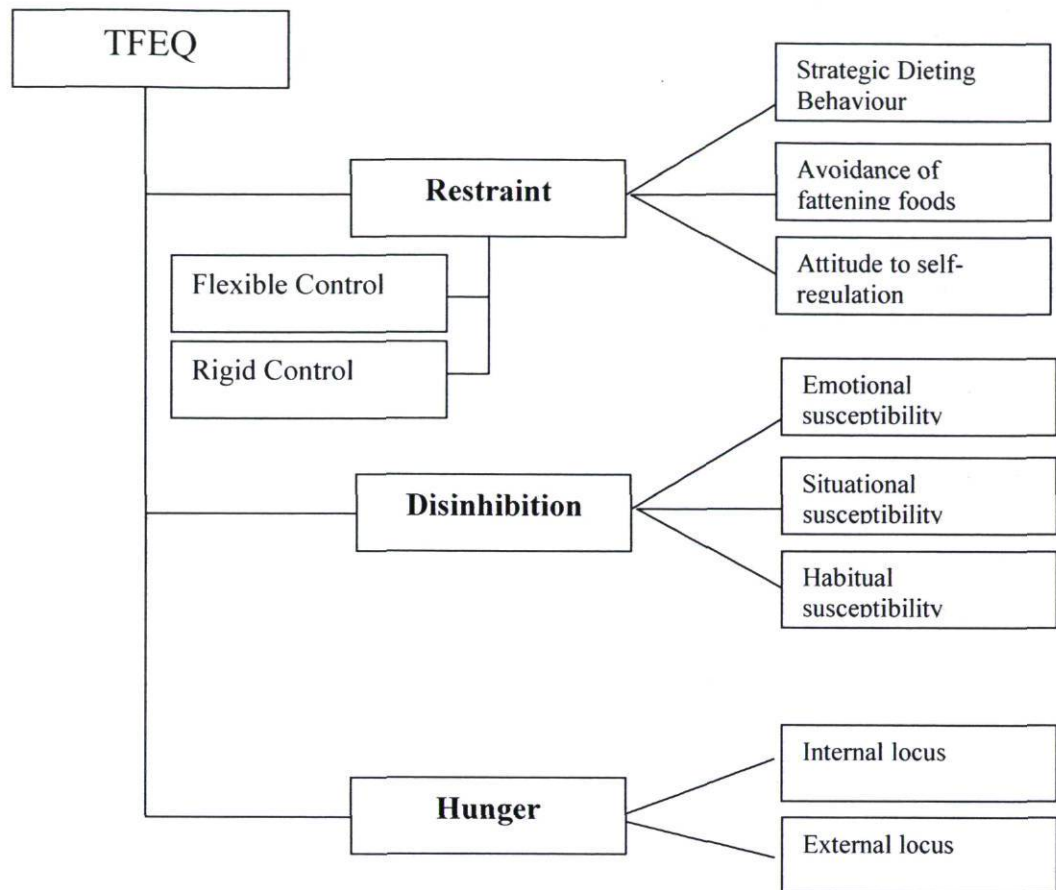 TFEQ
Strategic Dieting
Behaviour
Restraint
Avoidance of
fattening foods
Attitude to self-
regulation
Flexible Control
Rigid Control
Emotional
susceptibility
Disinhibition
Situational
susceptibility
Habitual
susceptibility
Internal locus
Hunger
External locus